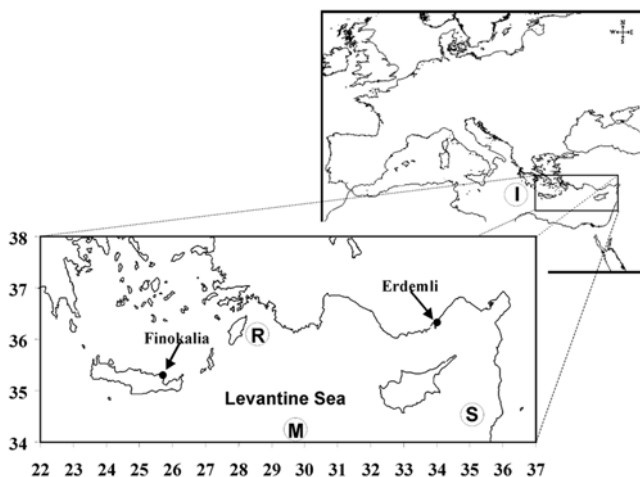 N
W E
S
I
38
37
36
35
34
Erdemli
R
Finokalia
Levantine Sea
S
M
22 23 24 25 26 27 28 29 30 31 32 33 34 35 36 37